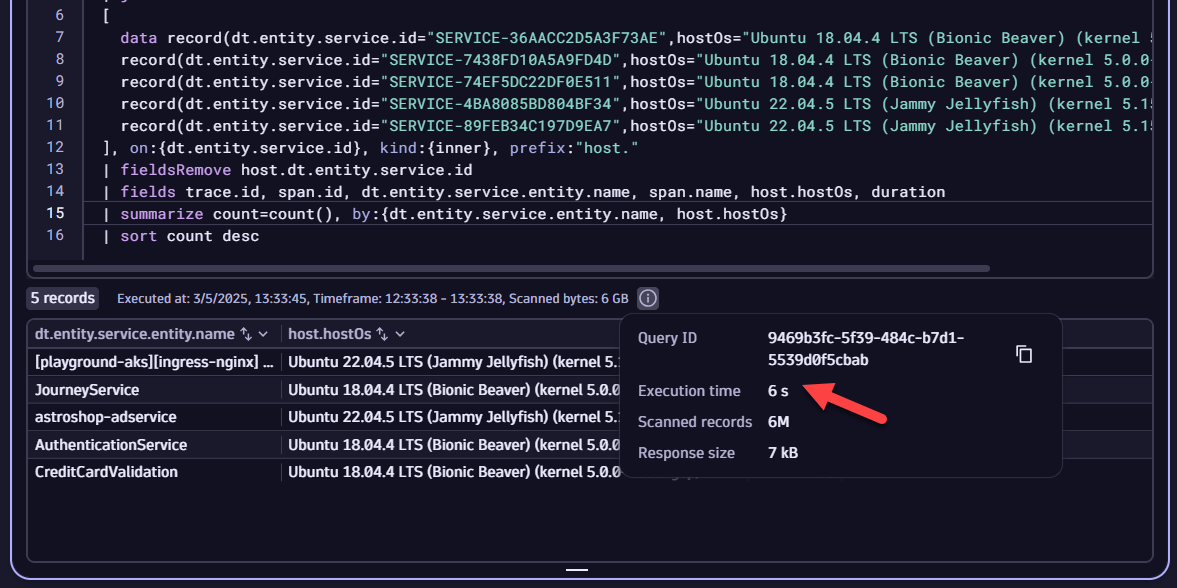 6 [
7 data record(dt.entity.service.id="SERVICE-36AACC2D5A3F73AE",hostOs="Ubuntu 18.04.4 LTS (Bionic Beaver) (kernel
8 record(dt.entity.service.id="SERVICE-7438FD10A5A9FD4D",hostOs="Ubuntu 18.04.4 LTS (Bionic Beaver) (kernel 5.0.0-
9 record(dt.entity.service.id="SERVICE-74EF5DC22DF0E511",hostOs="Ubuntu 18.04.4 LTS (Bionic Beaver) (kernel 5.0.0-
10 record(dt.entity.service.id="SERVICE-4BA8085BD804BF34",hostOs="Ubuntu 22.04.5 LTS (Jammy Jellyfish) (kernel 5.15
11 record(dt.entity.service.id="SERVICE-89FEB34C197D9EA7",hostOs="Ubuntu 22.04.5 LTS (Jammy Jellyfish) (kernel 5.15
12 ], on:{dt.entity.service.id}, kind:{inner}, prefix:"host."
13 | fieldsRemove host.dt.entity.service.id
14 | fields trace.id, span.id, dt.entity.service.entity.name, span.name, host.hostOs, duration
15 | summarize count=count(), by:{dt.entity.service.entity.name, host.hostOs}
16 | sort count desc
5 records Executed at: 3/5/2025, 13:33:45, Timeframe: 12:33:38 - 13:33:38, Scanned bytes: 6 GB
dt.entity.service.entity.name host.hostOs
[playground-aks][ingress-nginx] ... Ubuntu 22.04.5 LTS (Jammy Jellyfish) (kernel 5.
JourneyService Ubuntu 18.04.4 LTS (Bionic Beaver) (kernel 5.0.0
astroshop-adservice Ubuntu 22.04.5 LTS (Jammy Jellyfish) (kernel 5.
AuthenticationService Ubuntu 18.04.4 LTS (Bionic Beaver) (kernel 5.0.0
CreditCardValidation Ubuntu 18.04.4 LTS (Bionic Beaver) (kernel 5.0.0
Query ID 9469b3fc-5f39-484c-b7d1-
5539d0f5cbab
Execution time 6 s
Scanned records 6M
Response size 7 kB